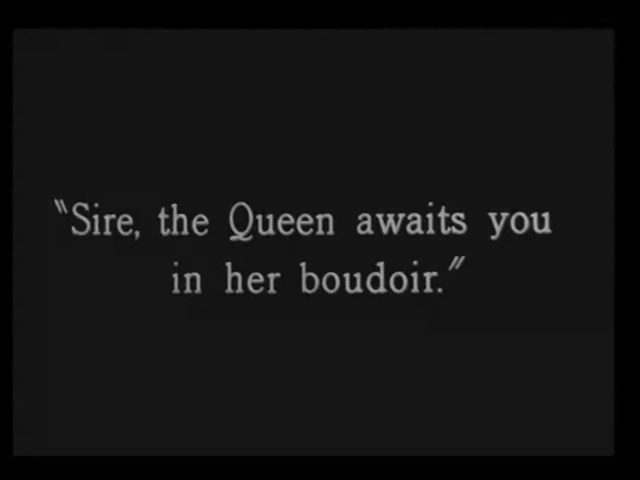 "Sire, the Queen awaits you
in her boudoir."